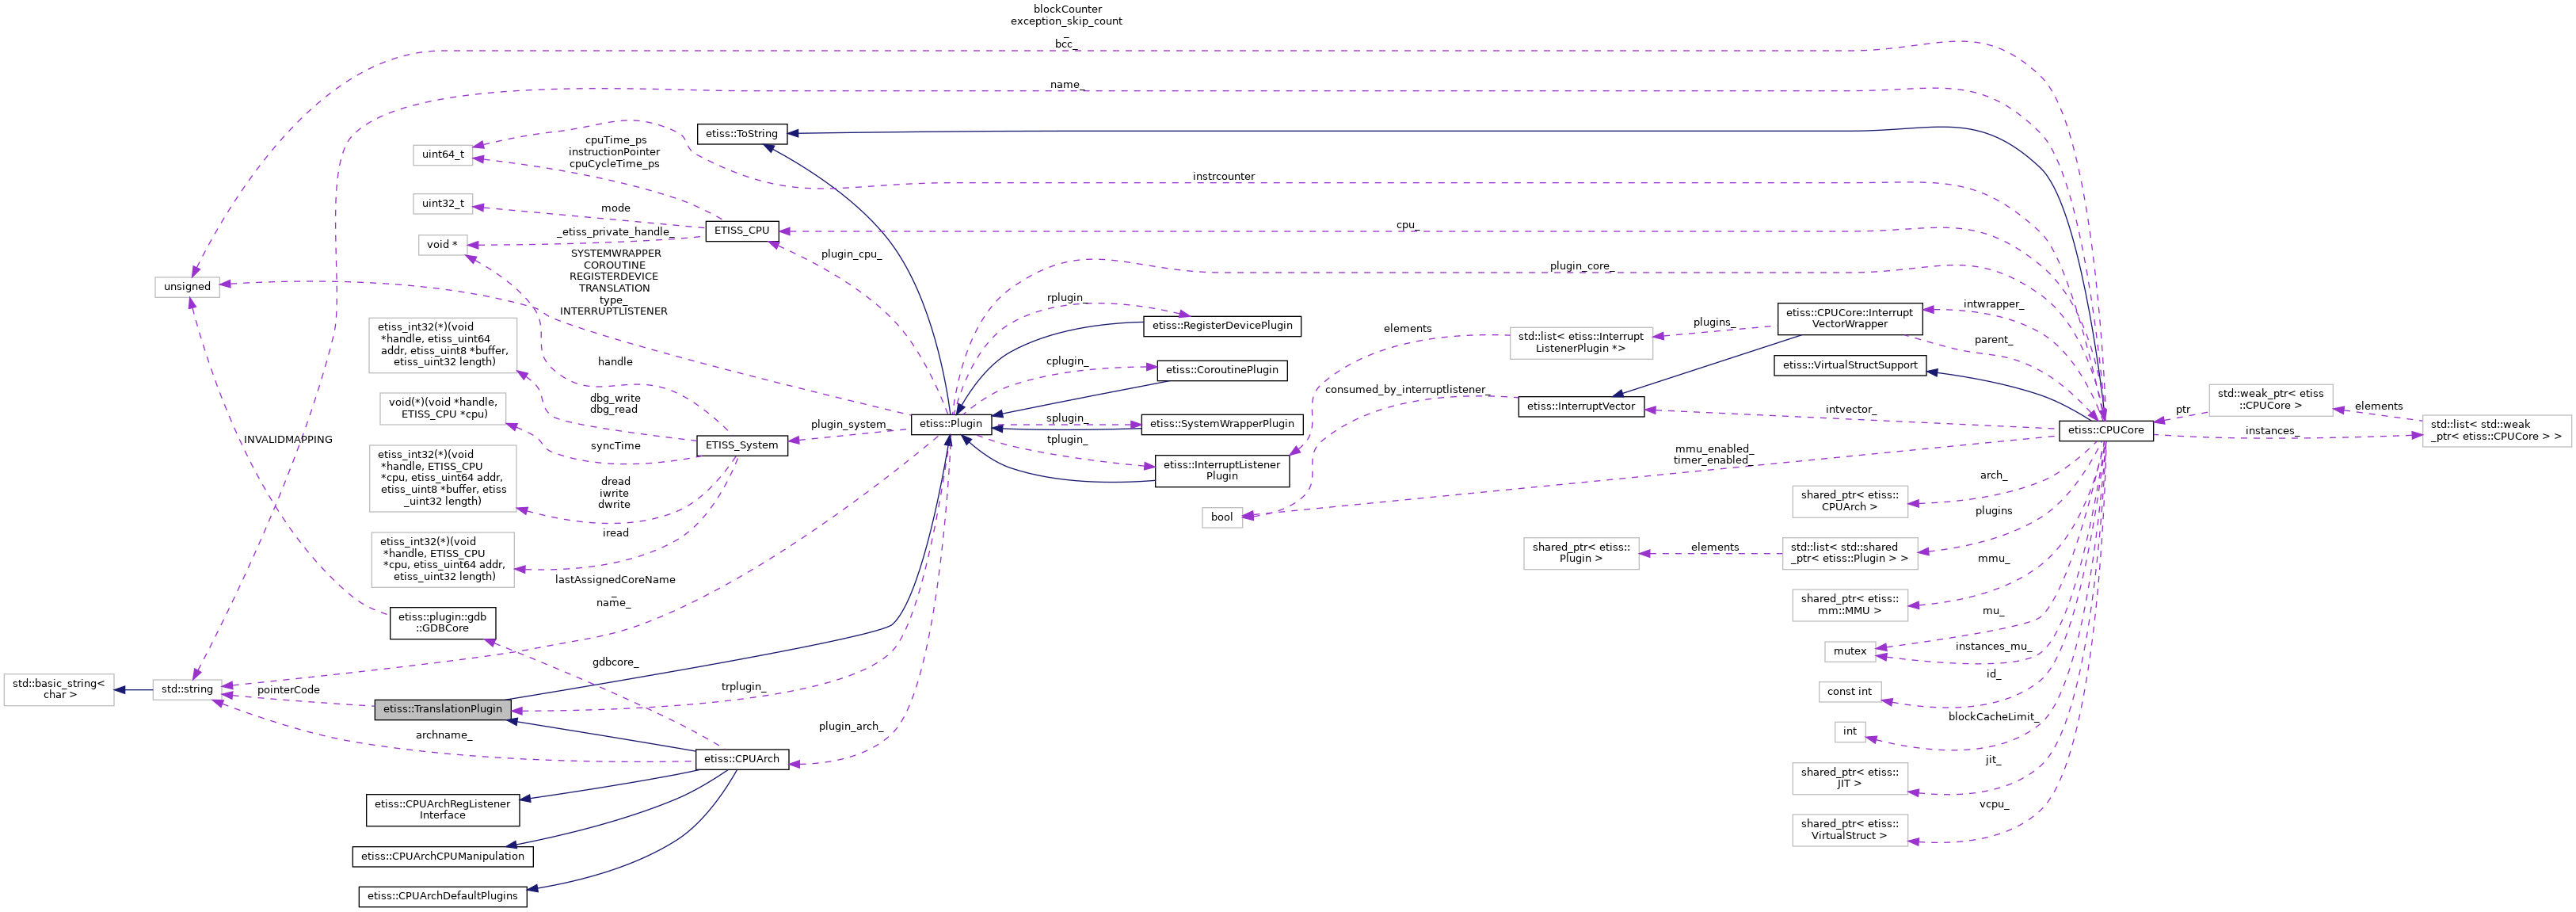 blockCounter
exception_skip_count
_
bcc_
name_
etiss::ToString
uint64_t
cpuTime_ps
instructionPointer
cpuCycleTime_ps
instrcounter
uint32_t
mode
ETISS_CPU
cpu_
_etiss_private_handle_
void *
plugin_cpu_
SYSTEMWRAPPER
COROUTINE
REGISTERDEVICE
TRANSLATION
type_
INTERRUPTLISTENER
unsigned
plugin_core_
rplugin_
etiss::RegisterDevicePlugin
intwrapper_
etiss::CPUCore::Interrupt
VectorWrapper
plugins_
elements
std::list< etiss::Interrupt
ListenerPlugin *>
parent_
etiss_int32(*)(void
*handle, etiss_uint64
addr, etiss_uint8 *buffer,
etiss_uint32 length)
handle
cplugin_
etiss::CoroutinePlugin
etiss::VirtualStructSupport
consumed_by_interruptlistener_
void(*)(void *handle,
ETISS_CPU *cpu)
dbg_write
dbg_read
etiss::InterruptVector
intvector_
std::weak_ptr< etiss
::CPUCore >
ptr
elements
std::list< std::weak
_ptr< etiss::CPUCore > >
instances_
etiss::Plugin
splugin_
etiss::SystemWrapperPlugin
plugin_system_
etiss::CPUCore
INVALIDMAPPING
syncTime
ETISS_System
tplugin_
etiss::InterruptListener
Plugin
mmu_enabled_
timer_enabled_
etiss_int32(*)(void
*handle, ETISS_CPU
*cpu, etiss_uint64 addr,
etiss_uint8 *buffer, etiss
_uint32 length)
dread
iwrite
dwrite
arch_
shared_ptr< etiss::
CPUArch >
bool
plugins
iread
etiss_int32(*)(void
*handle, ETISS_CPU
*cpu, etiss_uint64 addr,
etiss_uint32 length)
shared_ptr< etiss::
Plugin >
elements
std::list< std::shared
_ptr< etiss::Plugin > >
mmu_
lastAssignedCoreName
_
name_
shared_ptr< etiss::
mm::MMU >
mu_
etiss::plugin::gdb
::GDBCore
mutex
instances_mu_
gdbcore_
id_
std::basic_string<
char >
std::string
pointerCode
trplugin_
const int
etiss::TranslationPlugin
blockCacheLimit_
plugin_arch_
int
archname_
etiss::CPUArch
jit_
shared_ptr< etiss::
JIT >
etiss::CPUArchRegListener
Interface
vcpu_
shared_ptr< etiss::
VirtualStruct >
etiss::CPUArchCPUManipulation
etiss::CPUArchDefaultPlugins